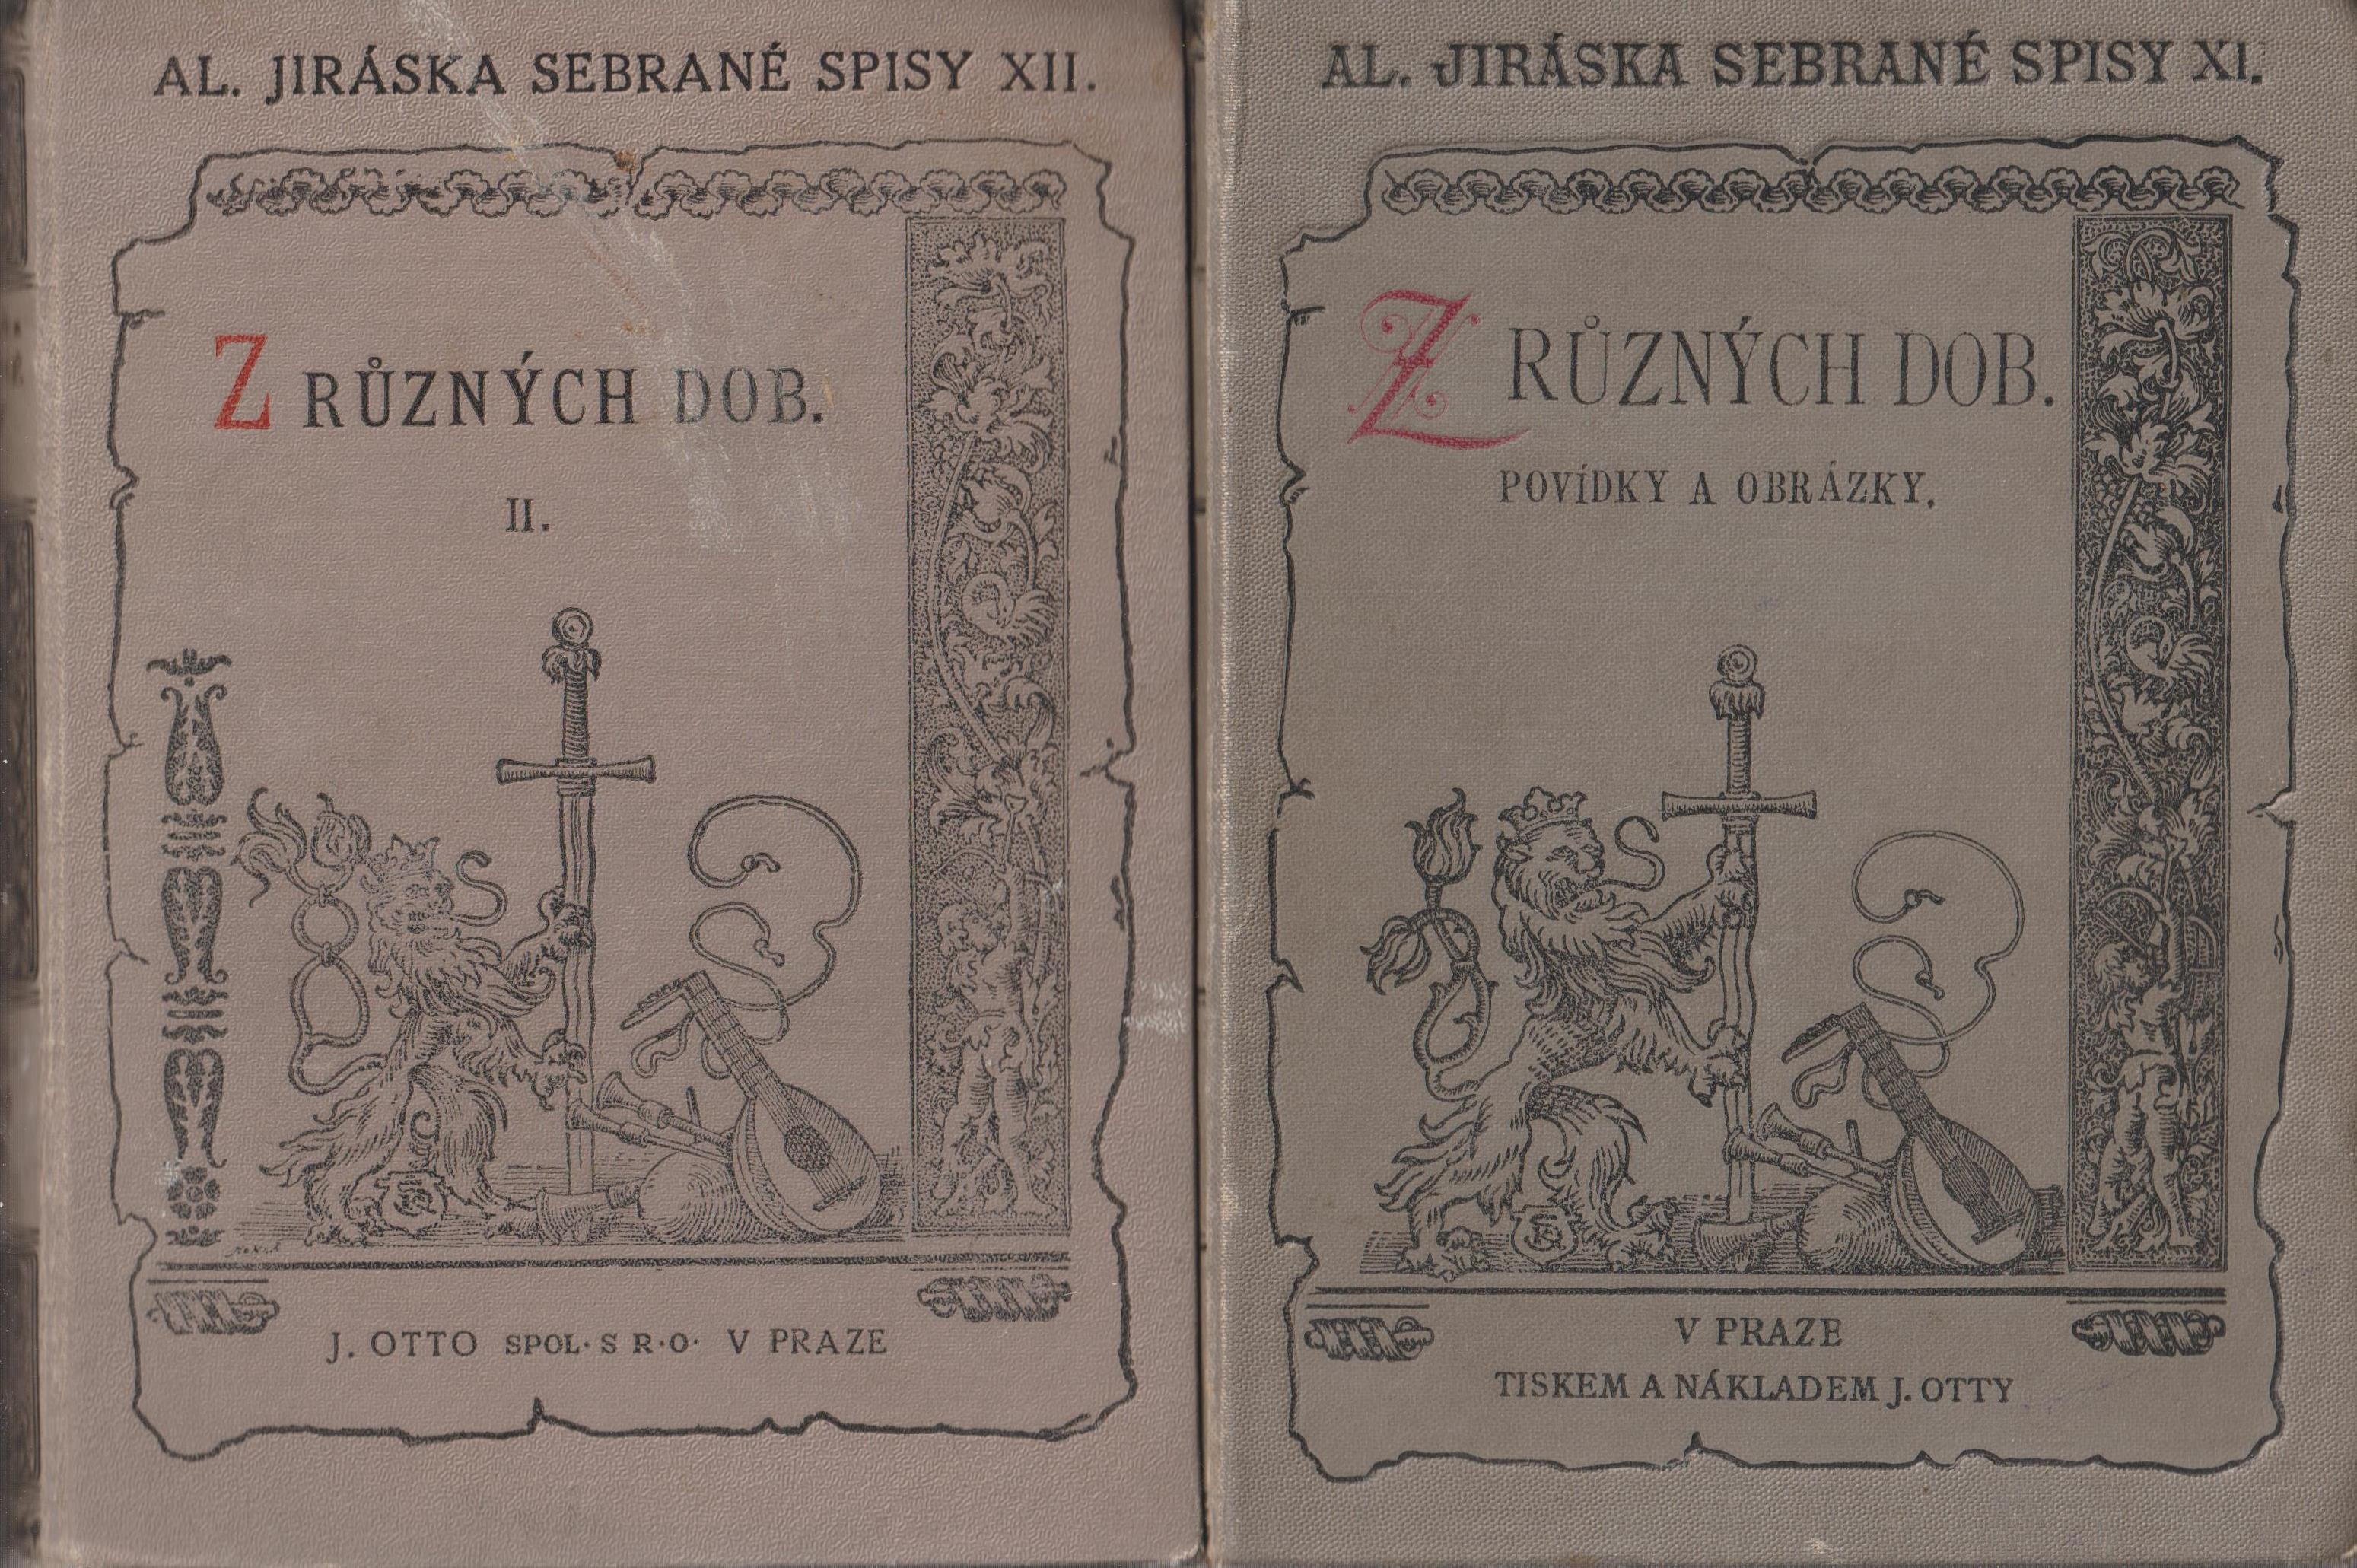 AL. JIRÁSKA SEBRANÉ SPISY XII.
Z RŮZNÝCH DOB.
II.
J. OTTO SPOL. S R.O. V PRAZE
AL. JIRÁSKA SEBRANÉ SPISY XI.
Z RŮZNÝCH DOB.
POVÍDKY A OBRÁZKY.
V PRAZE
TISKEM A NÁKLADEM J. OTTY